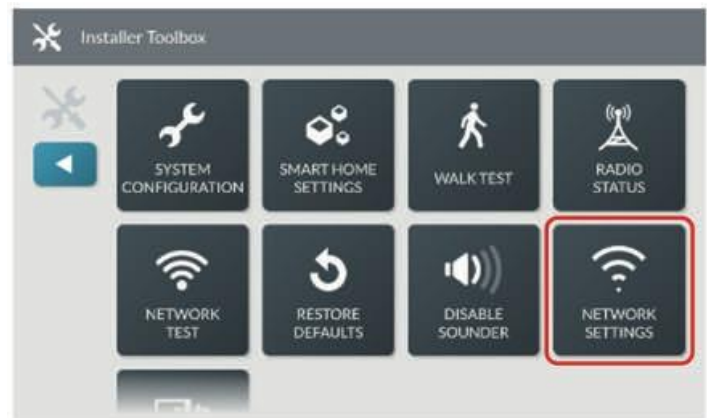 Installer Toolbox
SYSTEM
CONFIGURATION
SMART HOME
SETTINGS
WALK TEST
RADIO
STATUS
NETWORK
TEST
RESTORE
DEFAULTS
DISABLE
SOUNDER
NETWORK
SETTINGS